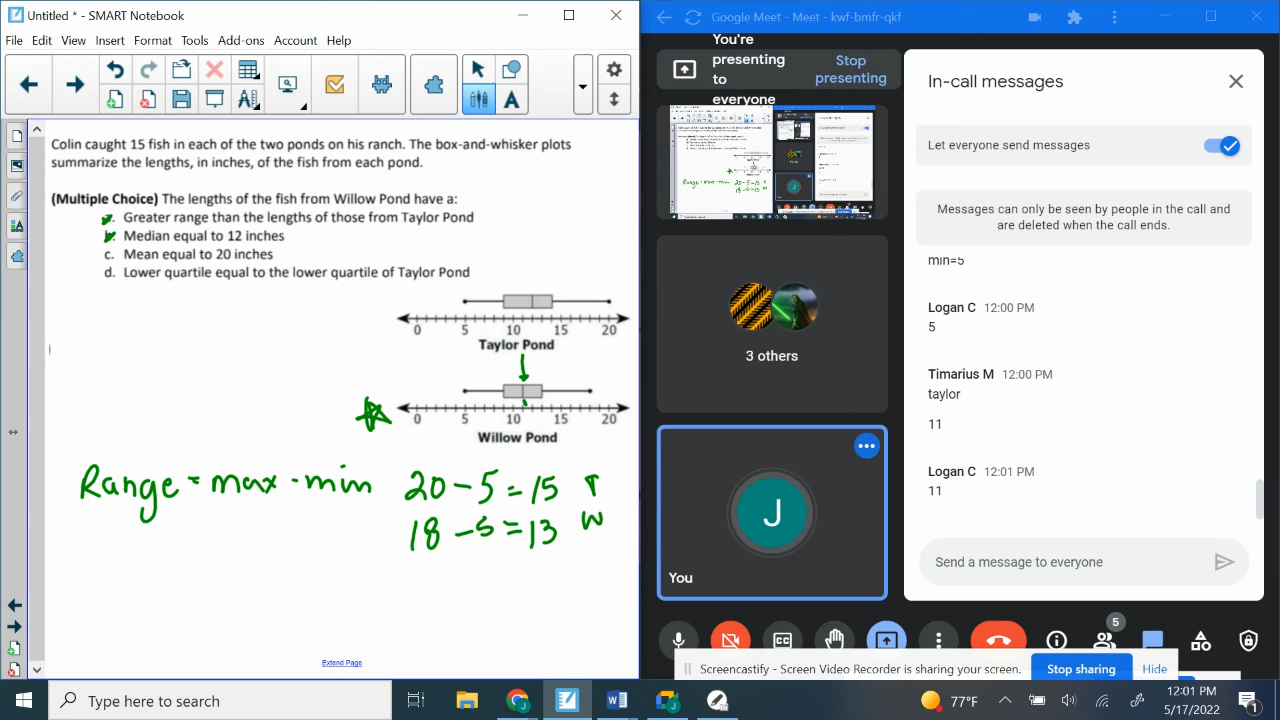 Untitled * - SMART Notebook
File Edit View Insert Format Tools Add-ons Account Help
Colin caught 15 fish in each of the two ponds on his ranch. The box-and-whisker plots
summarize the lengths, in inches, of the fish from each pond.
(Multiple Choice) The lengths of the fish from Willow Pond have a:
Greater range than the lengths of those from Taylor Pond
Median equal to 12 inches
c. Mean equal to 20 inches
d. Lower quartile equal to the lower quartile of Taylor Pond
0 5 10 15 20
Taylor Pond
0 5 10 15 20
Willow Pond
Range = max - min 20 - 5 = 15 T
18 - 5 = 13 W
Extend Page
Google Meet - Meet - kwf-bmfr-qkf
You're
presenting
to
everyone
Stop
presenting
3 others
J
You
In-call messages
Let everyone send messages
Messages can only be seen by people in the call and
are deleted when the call ends.
min=5
Logan C 12:00 PM
5
Timarius M 12:00 PM
taylor
11
Logan C 12:01 PM
11
Send a message to everyone
5
Screencastify - Screen Video Recorder is sharing your screen.
Stop sharing
Hide
Type here to search
77°F
12:01 PM
5/17/2022
1